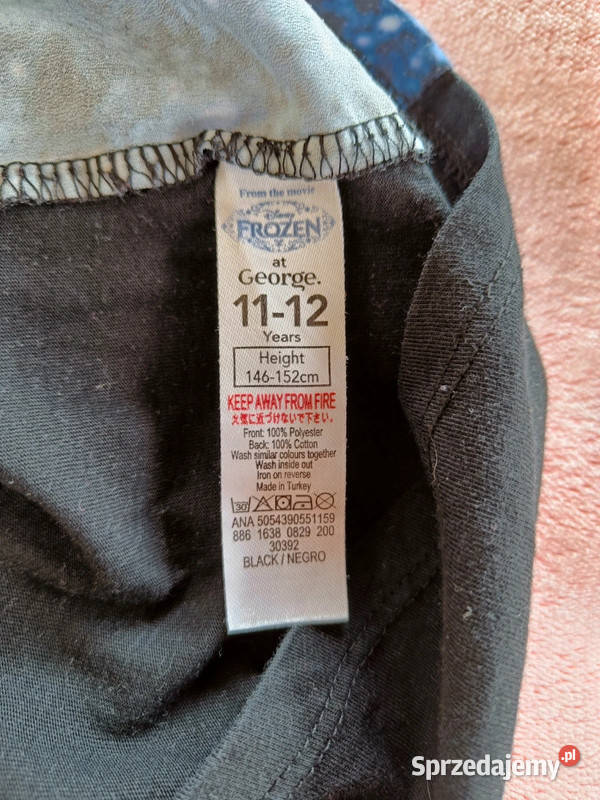 From the movie
Disney
FROZEN
at
George.
11-12
Years
Height
146-152cm
KEEP AWAY FROM FIRE
火気に近づけないで下さい。
Front: 100% Polyester
Back: 100% Cotton
Wash similar colours together
Wash inside out
Iron on reverse
Made in Turkey
30
ANA 5054390551159
886 1638 0829 200
30392
BLACK / NEGRO
Sprzedajemy.pl